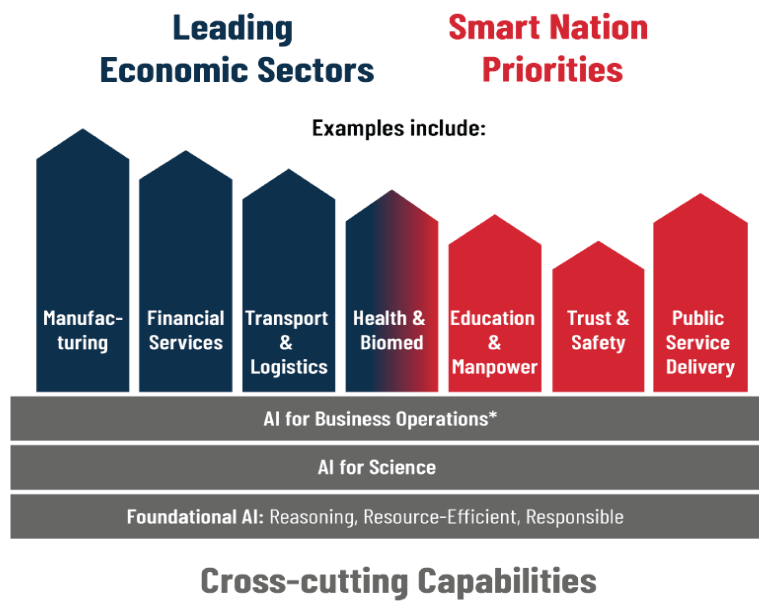 Leading
Economic Sectors
Smart Nation
Priorities
Examples include:
Manufac-
turing
Financial
Services
Transport
&
Logistics
Health &
Biomed
Education
&
Manpower
Trust &
Safety
Public
Service
Delivery
AI for Business Operations*
AI for Science
Foundational AI: Reasoning, Resource-Efficient, Responsible
Cross-cutting Capabilities